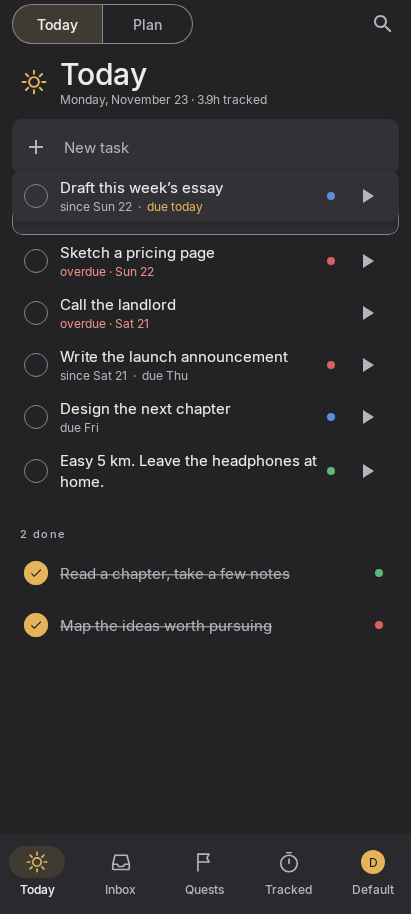 Today
Plan
Today
Monday, November 23 · 3.9h tracked
New task
Draft this week’s essay
since Sun 22 · due today
Sketch a pricing page
overdue · Sun 22
Call the landlord
overdue · Sat 21
Write the launch announcement
since Sat 21 · due Thu
Design the next chapter
due Fri
Easy 5 km. Leave the headphones at
home.
2 done
Read a chapter, take a few notes
Map the ideas worth pursuing
D
Today
Inbox
Quests
Tracked
Default